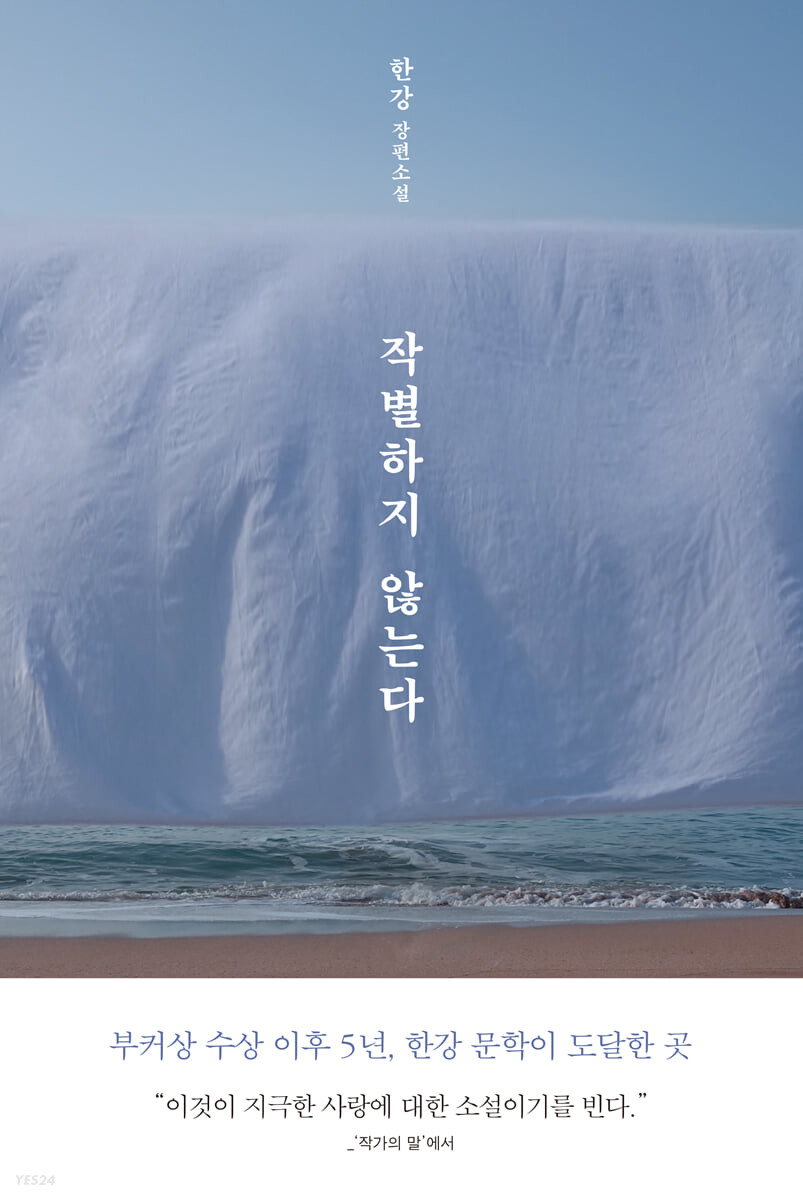 한강 장편소설
작별하지 않는다
부커상 수상 이후 5년, 한강 문학이 도달한 곳
“이것이 지극한 사랑에 대한 소설이기를 빈다.”
_‘작가의 말’에서
YES24